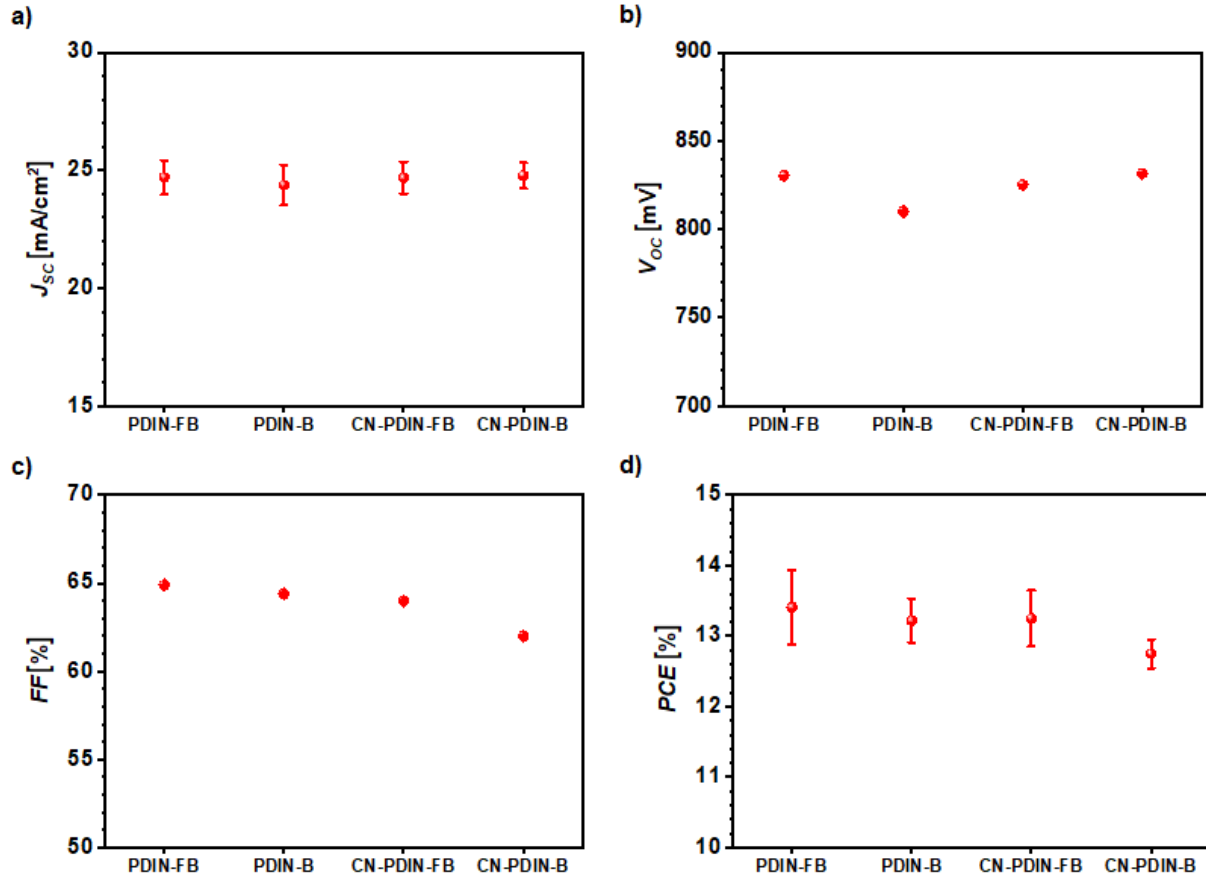 a)
30
25
20
15
J_SC [mA/cm²]
PDIN-FB PDIN-B CN-PDIN-FB CN-PDIN-B
b)
900
850
800
750
700
V_OC [mV]
PDIN-FB PDIN-B CN-PDIN-FB CN-PDIN-B
c)
70
65
60
55
50
FF [%]
PDIN-FB PDIN-B CN-PDIN-FB CN-PDIN-B
d)
15
14
13
12
11
10
PCE [%]
PDIN-FB PDIN-B CN-PDIN-FB CN-PDIN-B